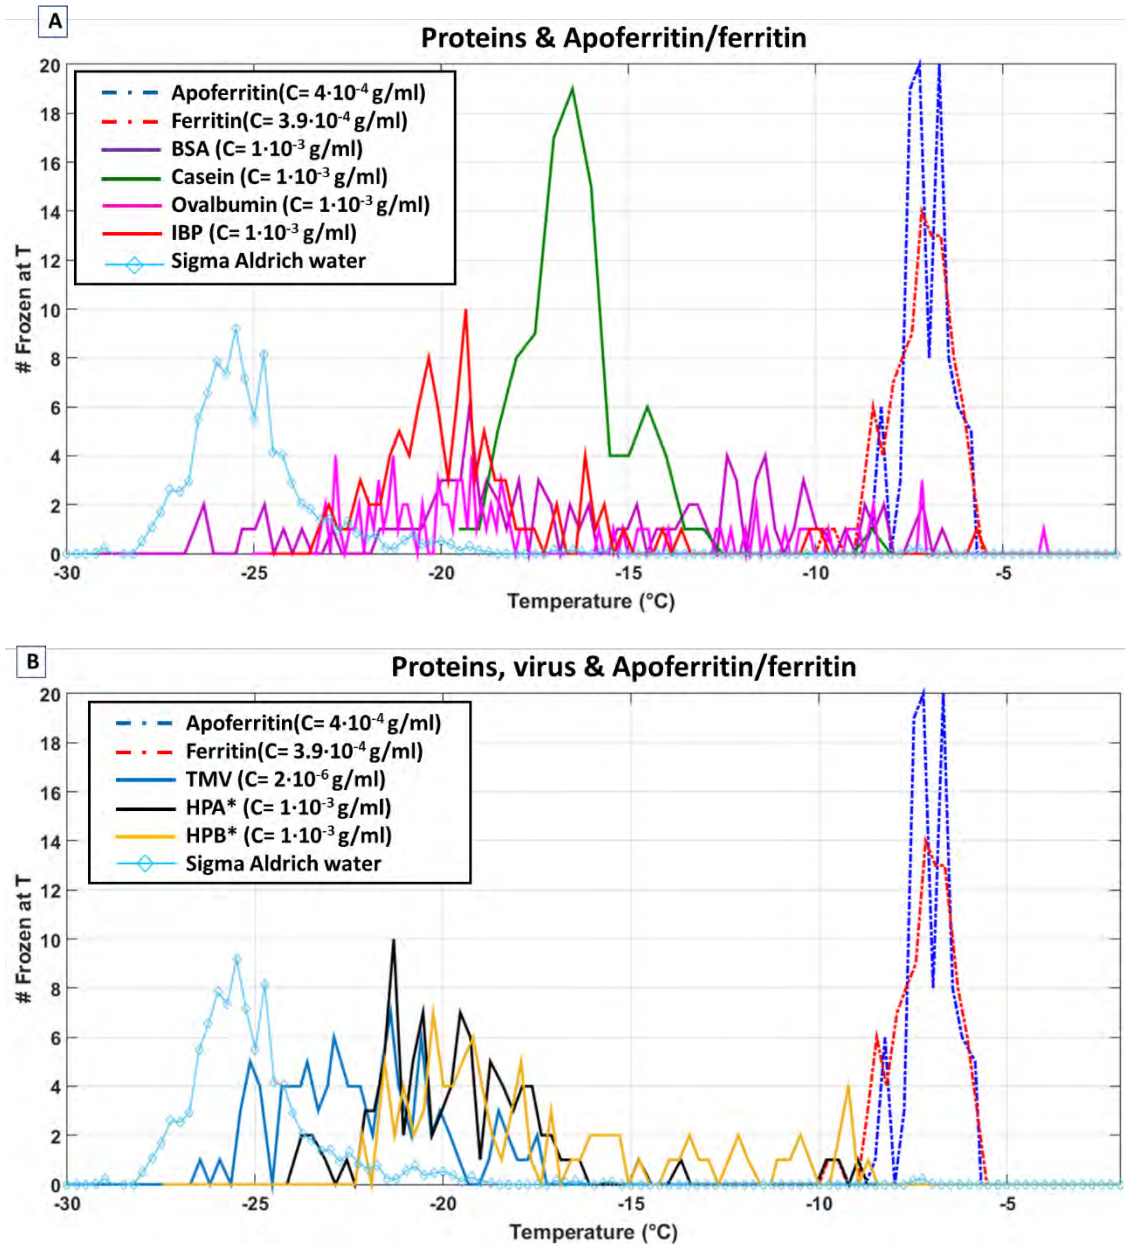 A
Proteins & Apoferritin/ferritin
20
18
16
14
12
10
8
6
4
2
0
# Frozen at T
Apoferritin(C= 4·10⁻⁴ g/ml)
Ferritin(C= 3.9·10⁻⁴ g/ml)
BSA (C= 1·10⁻³ g/ml)
Casein (C= 1·10⁻³ g/ml)
Ovalbumin (C= 1·10⁻³ g/ml)
IBP (C= 1·10⁻³ g/ml)
Sigma Aldrich water
-30 -25 -20 -15 -10 -5
Temperature (°C)
B
Proteins, virus & Apoferritin/ferritin
20
18
16
14
12
10
8
6
4
2
0
# Frozen at T
Apoferritin(C= 4·10⁻⁴ g/ml)
Ferritin(C= 3.9·10⁻⁴ g/ml)
TMV (C= 2·10⁻⁶ g/ml)
HPA* (C= 1·10⁻³ g/ml)
HPB* (C= 1·10⁻³ g/ml)
Sigma Aldrich water
-30 -25 -20 -15 -10 -5
Temperature (°C)